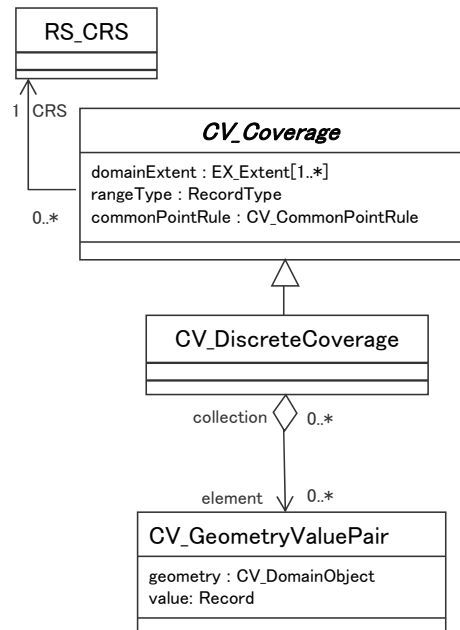 RS_CRS
1 CRS
CV_Coverage
domainExtent : EX_Extent[1..*]
rangeType : RecordType
commonPointRule : CV_CommonPointRule
0..*
CV_DiscreteCoverage
collection 0..*
element 0..*
CV_GeometryValuePair
geometry : CV_DomainObject
value: Record